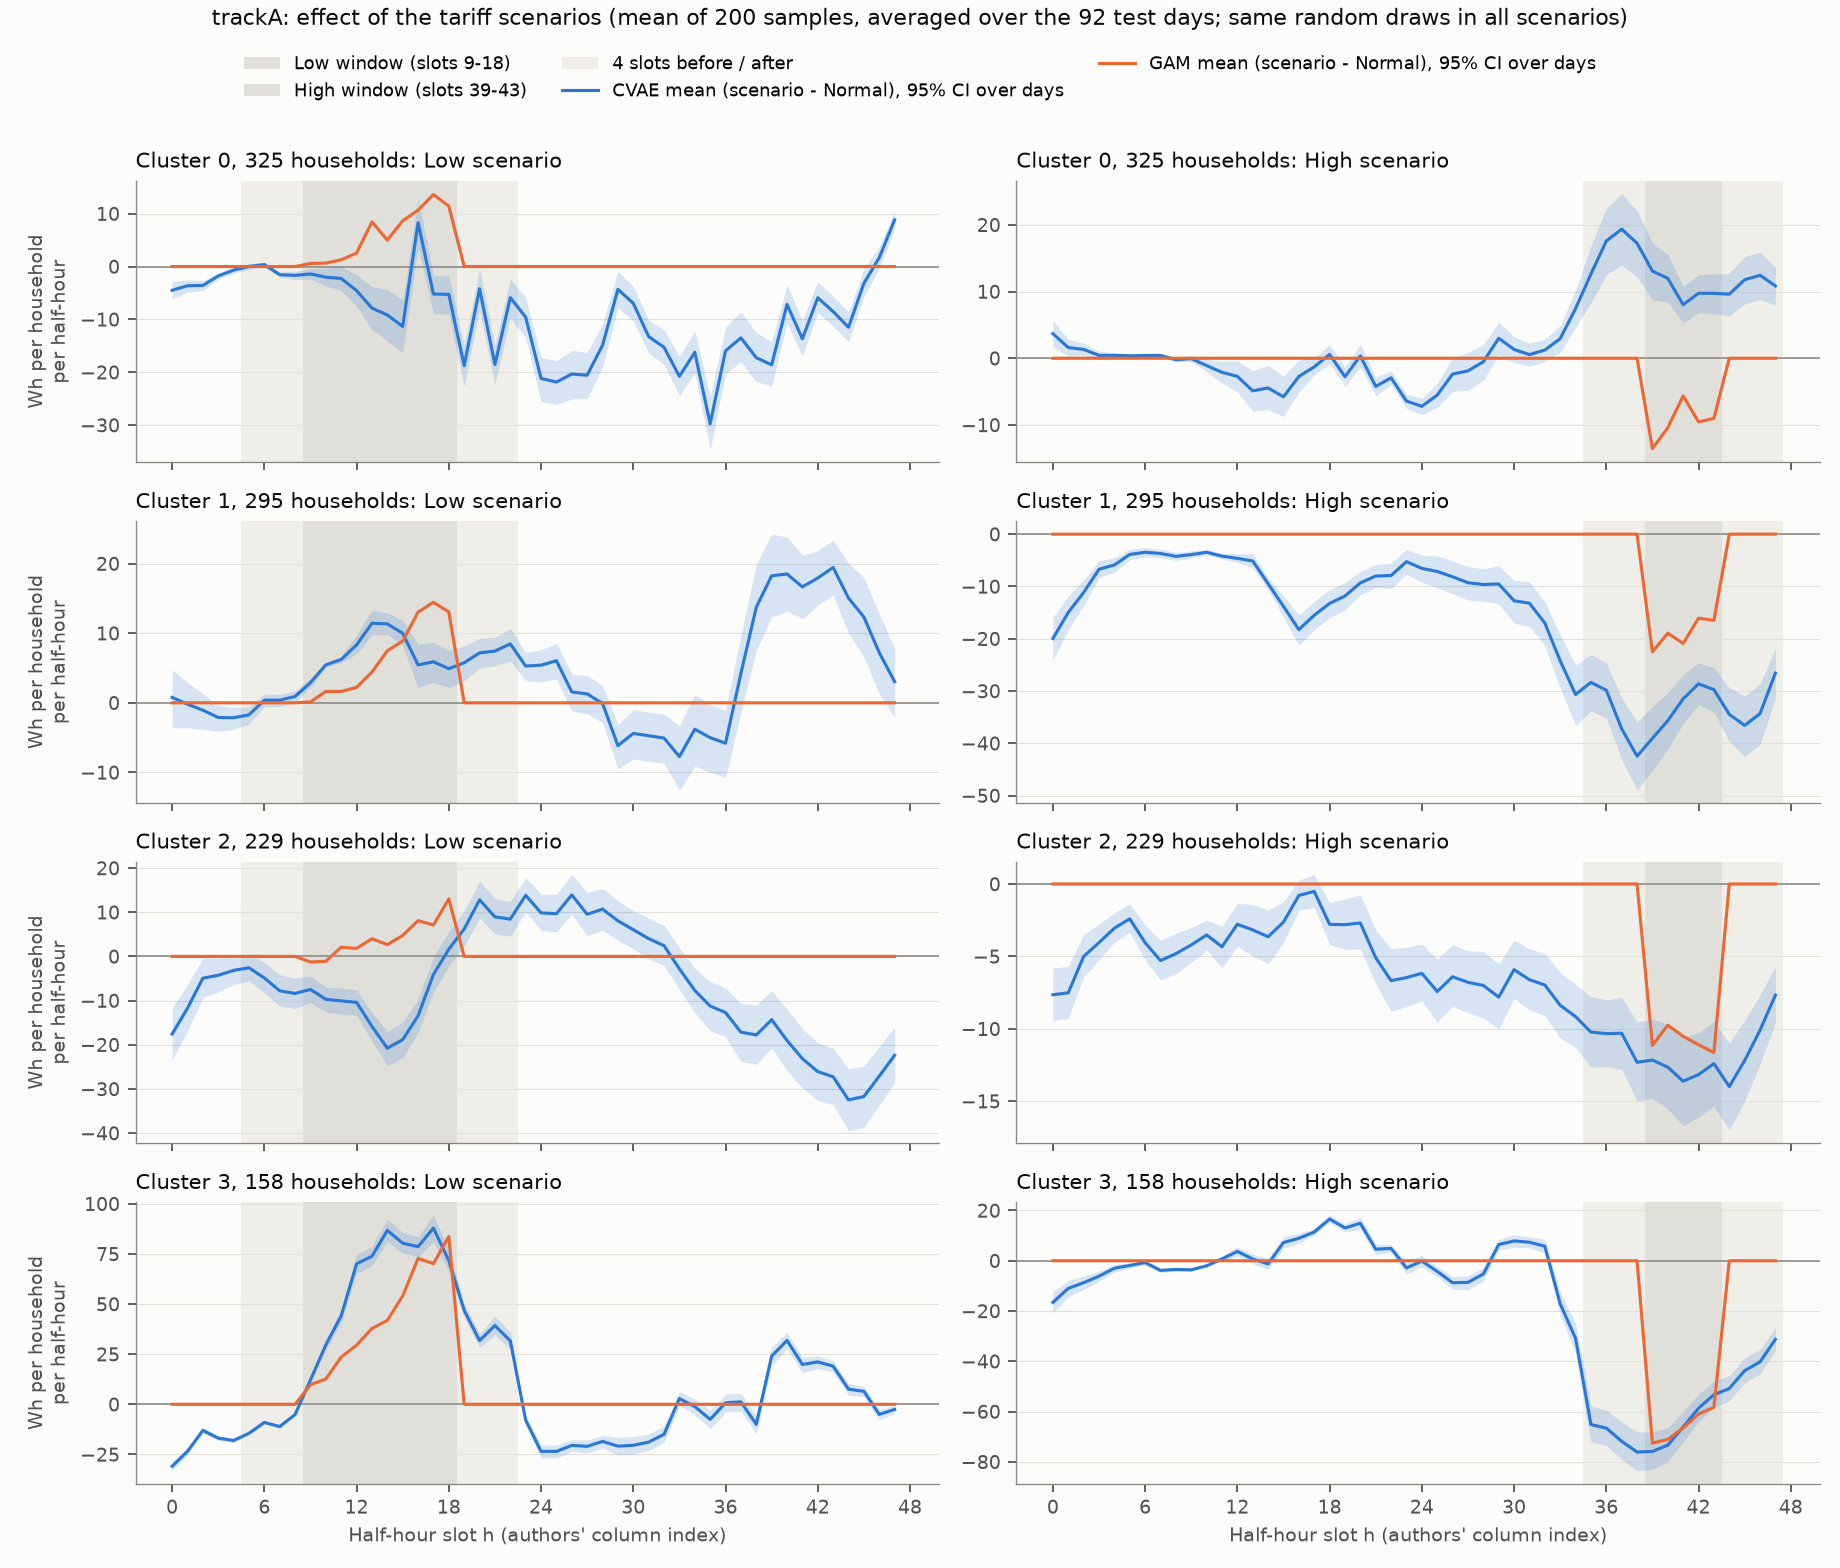 trackA: effect of the tariff scenarios (mean of 200 samples, averaged over the 92 test days; same random draws in all scenarios)
Low window (slots 9-18)
4 slots before / after
GAM mean (scenario - Normal), 95% CI over days
High window (slots 39-43)
CVAE mean (scenario - Normal), 95% CI over days
Cluster 0, 325 households: Low scenario
10
0
−10
−20
−30
Wh per household
per half-hour
Cluster 0, 325 households: High scenario
20
10
0
−10
Cluster 1, 295 households: Low scenario
20
10
0
−10
Wh per household
per half-hour
Cluster 1, 295 households: High scenario
0
−10
−20
−30
−40
−50
Cluster 2, 229 households: Low scenario
20
10
0
−10
−20
−30
−40
Wh per household
per half-hour
Cluster 2, 229 households: High scenario
0
−5
−10
−15
Cluster 3, 158 households: Low scenario
100
75
50
25
0
−25
Wh per household
per half-hour
0 6 12 18 24 30 36 42 48
Half-hour slot h (authors' column index)
Cluster 3, 158 households: High scenario
20
0
−20
−40
−60
−80
0 6 12 18 24 30 36 42 48
Half-hour slot h (authors' column index)